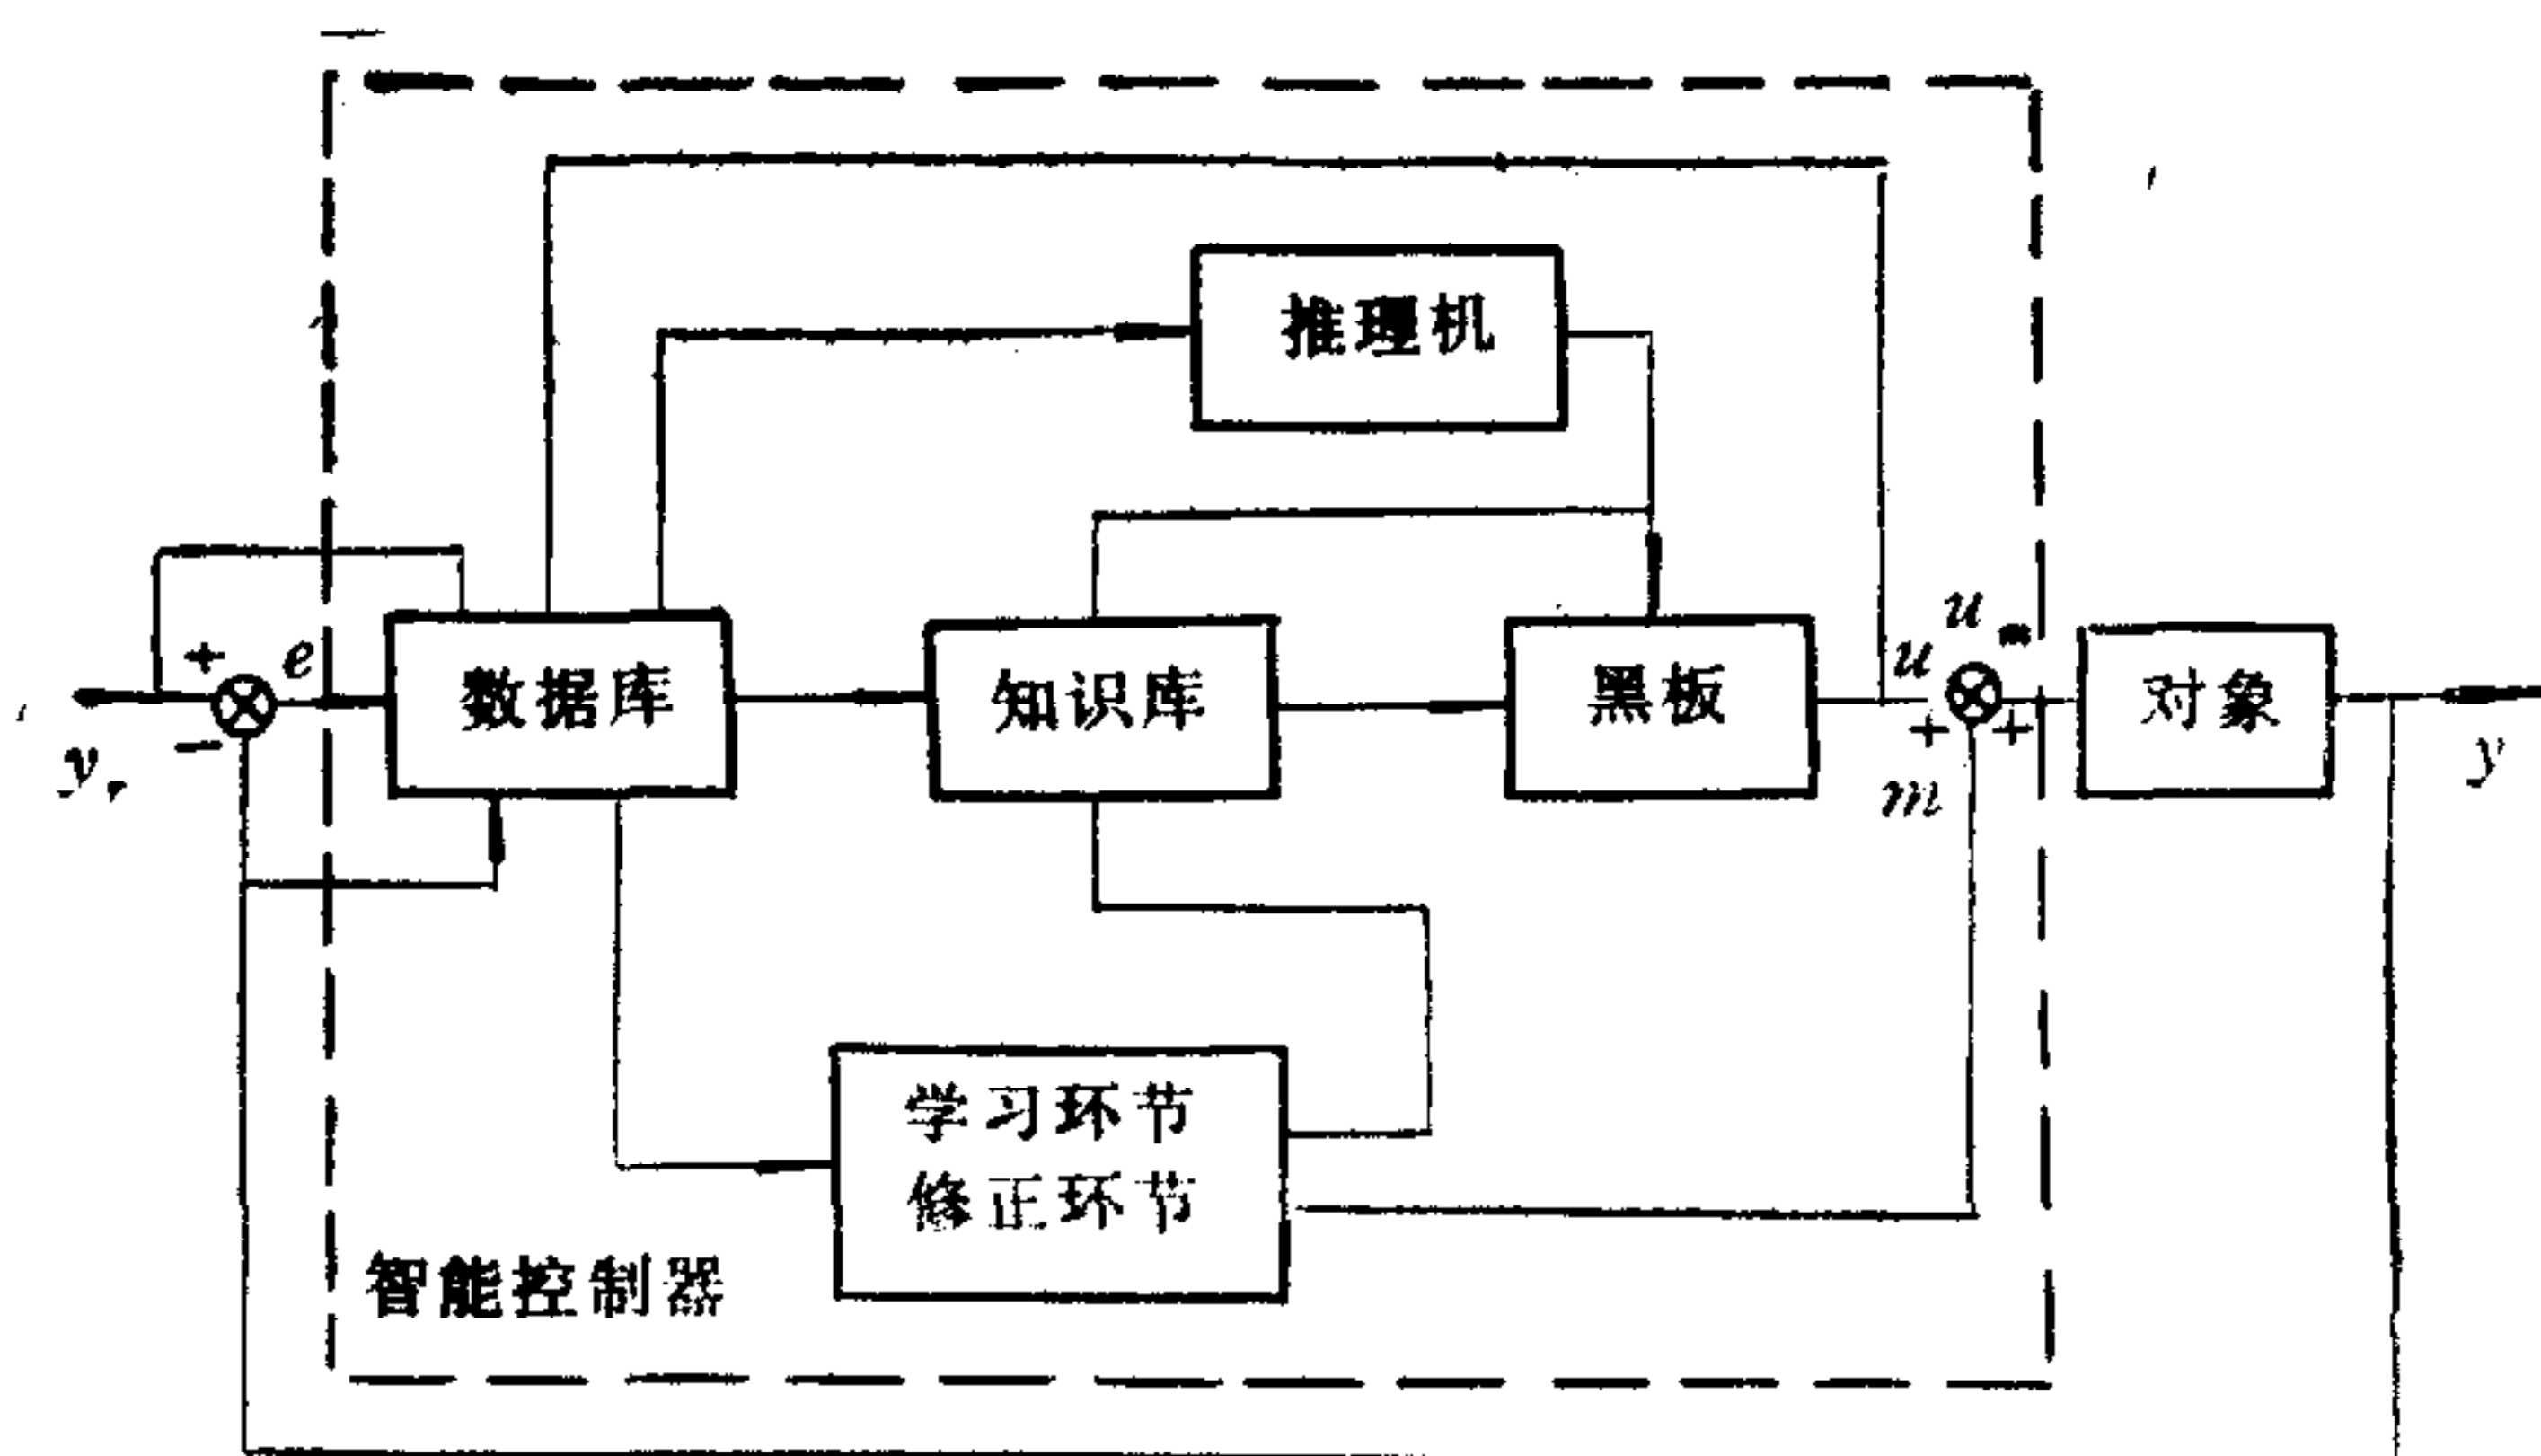 推理机
+
e
u
数据库
知识库
黑板
u
对象
−
+
+
y
y
m
学习环节
修正环节
智能控制器